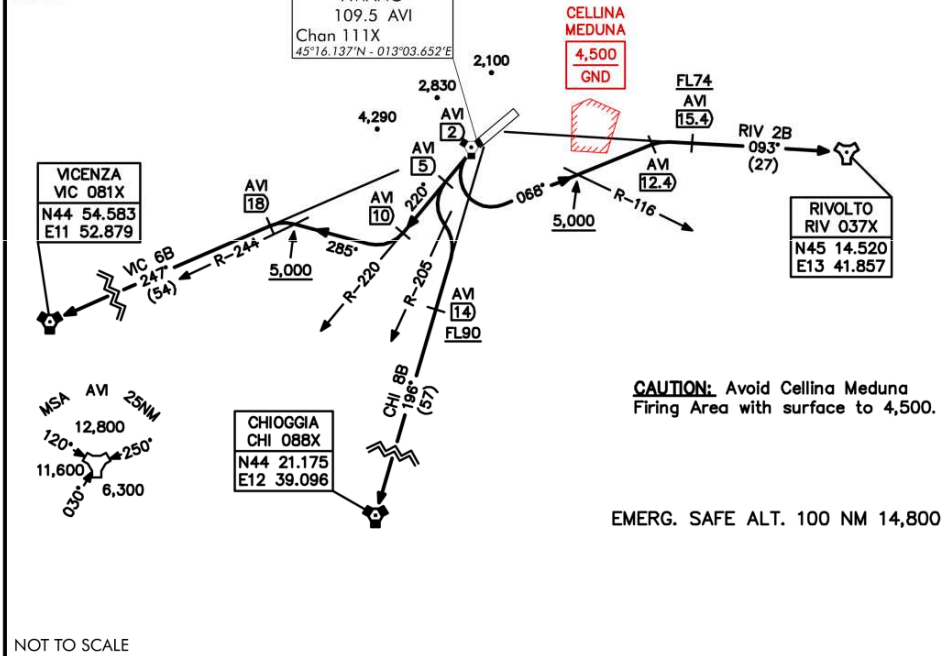 109.5 AVI
Chan 111X
45°16.137'N - 013°03.652'E
CELLINA
MEDUNA
4,500
GND
2,100
2,830
4,290
AVI
2
AVI
5
AVI
10
AVI
18
FL74
AVI
15.4
RIV 2B
093°
(27)
AVI
12.4
068°
5,000
R-116
RIVOLTO
RIV 037X
N45 14.520
E13 41.857
VICENZA
VIC 081X
N44 54.583
E11 52.879
VIC 6B
247°
(54)
R-244
5,000
285°
220°
R-220
R-205
AVI
14
FL90
CHI 8B
196°
(57)
CHIOGGIA
CHI 088X
N44 21.175
E12 39.096
MSA AVI 25NM
12,800
120°
250°
11,600
6,300
030°
CAUTION: Avoid Cellina Meduna
Firing Area with surface to 4,500.
EMERG. SAFE ALT. 100 NM 14,800
NOT TO SCALE